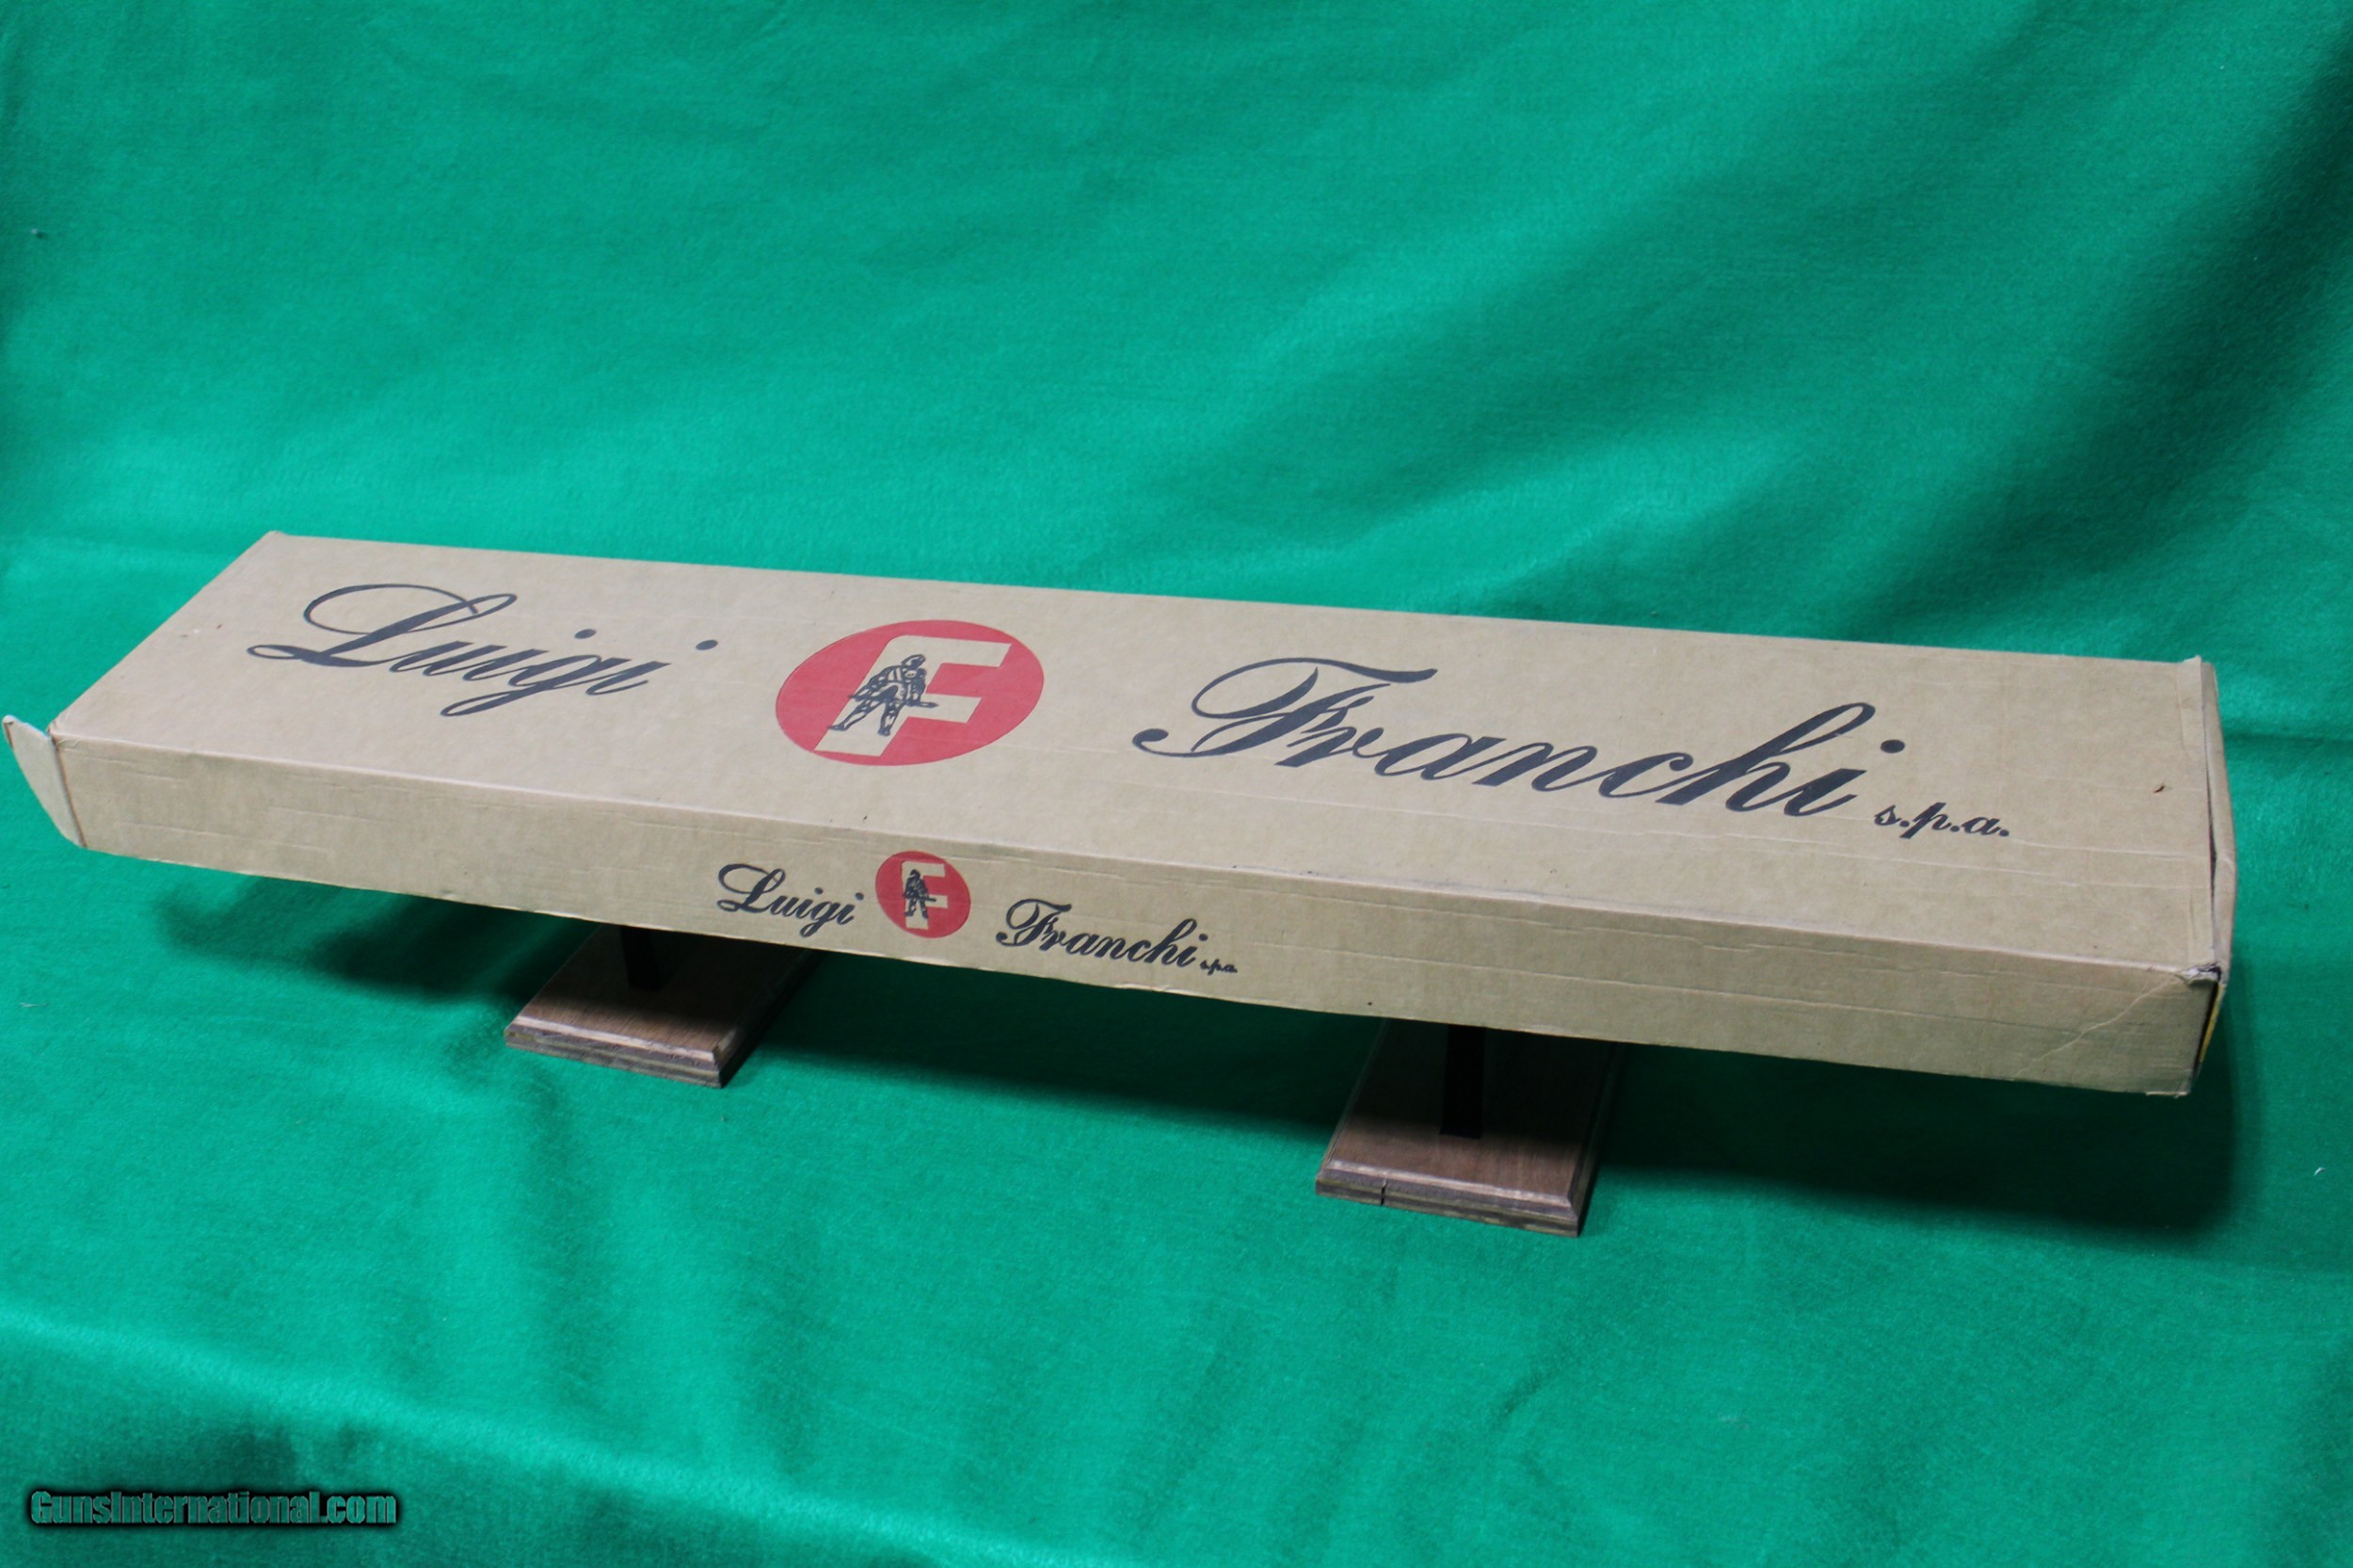 Luigi F Franchi s.p.a.
Luigi F Franchi s.p.a.
GunsInternational.com